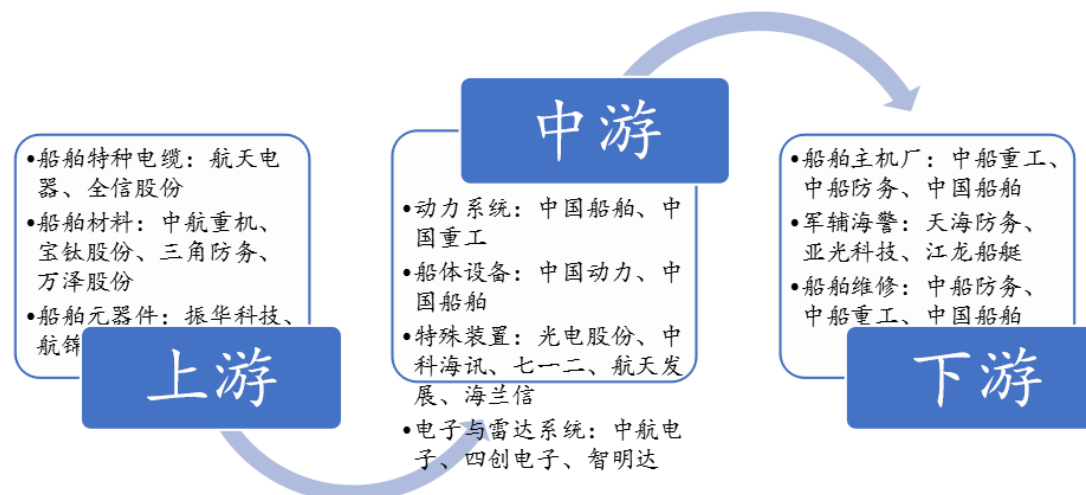 •船舶特种电缆：航天电
器、全信股份
•船舶材料：中航重机、
宝钛股份、三角防务、
万泽股份
•船舶元器件：振华科技、
航锦
上游
中游
•动力系统：中国船舶、中
国重工
•船体设备：中国动力、中
国船舶
•特殊装置：光电股份、中
科海讯、七一二、航天发
展、海兰信
•电子与雷达系统：中航电
子、四创电子、智明达
•船舶主机厂：中船重工、
中船防务、中国船舶
•军辅海警：天海防务、
亚光科技、江龙船艇
•船舶维修：中船防务、
中船重工、中国船舶
下游